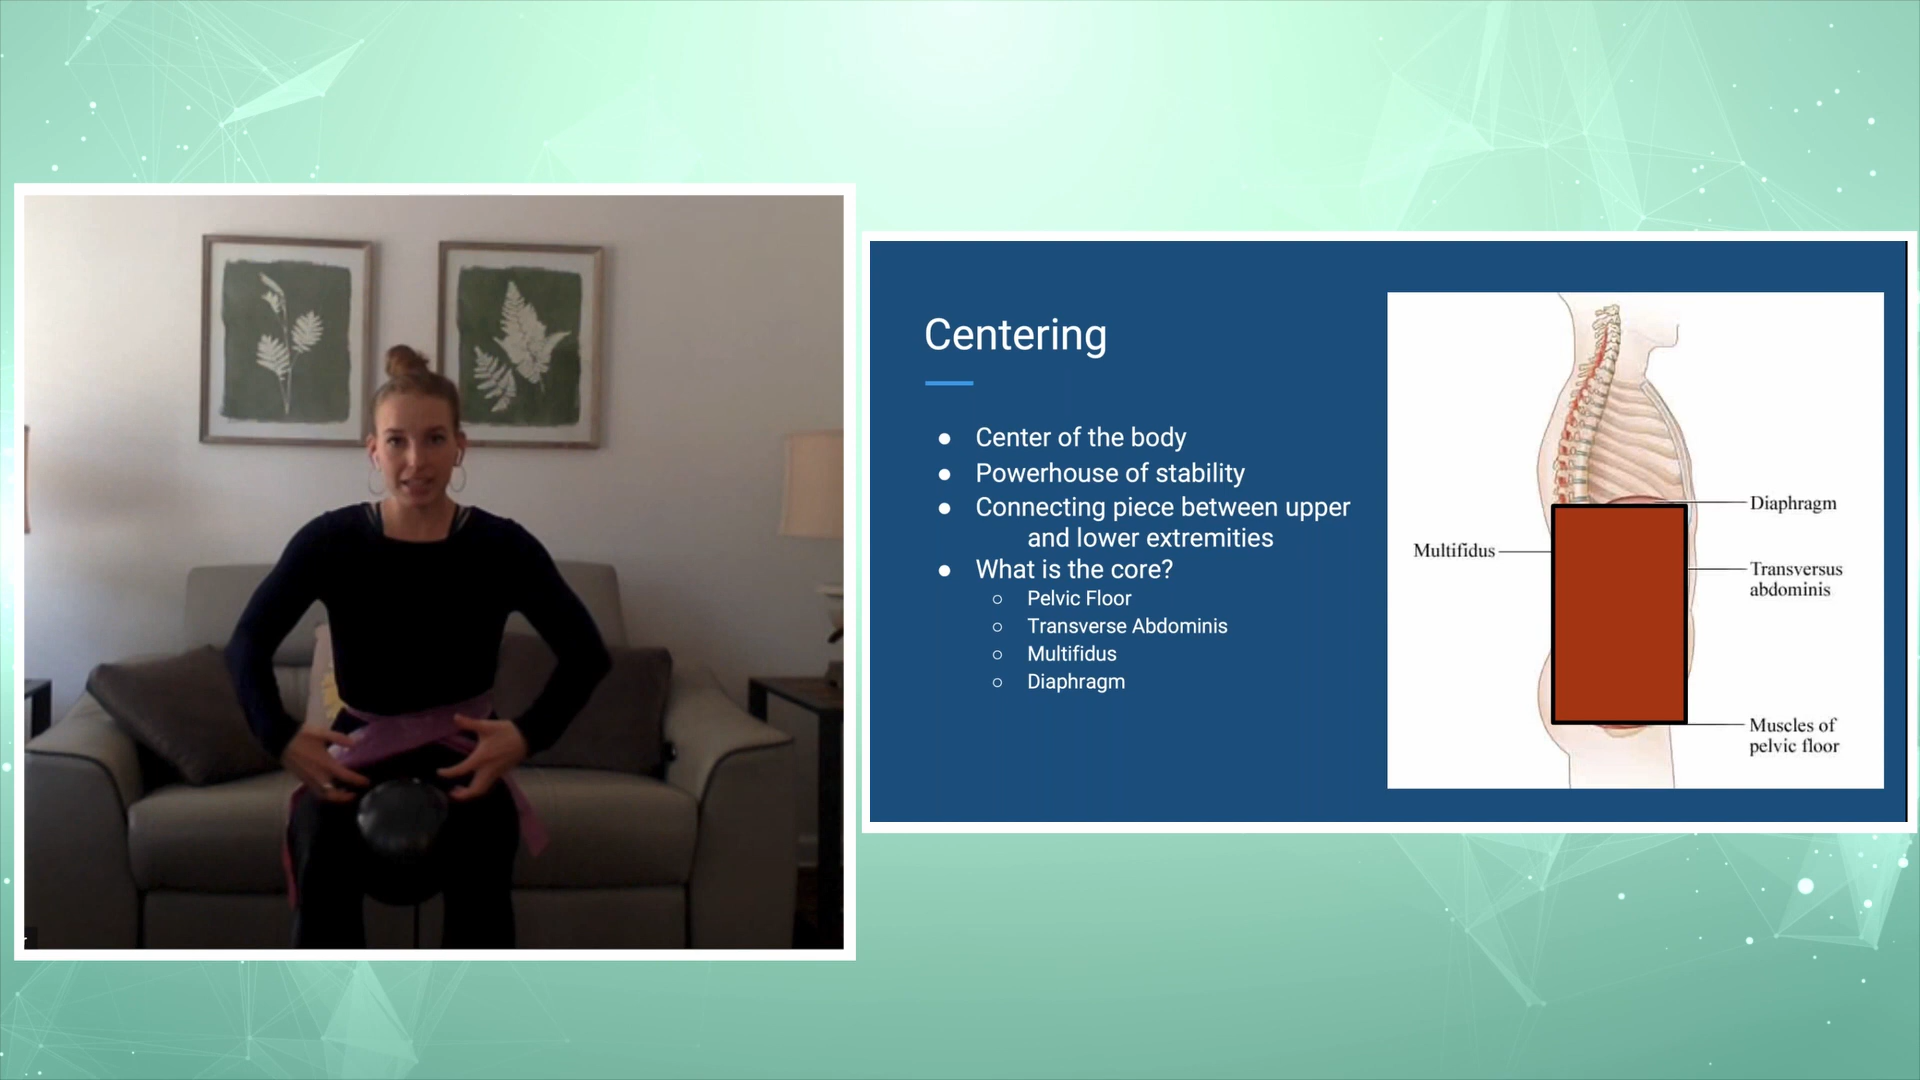 Centering
● Center of the body
● Powerhouse of stability
● Connecting piece between upper
and lower extremities
● What is the core?
○ Pelvic Floor
○ Transverse Abdominis
○ Multifidus
○ Diaphragm
Diaphragm
Multifidus
Transversus
abdominis
Muscles of
pelvic floor